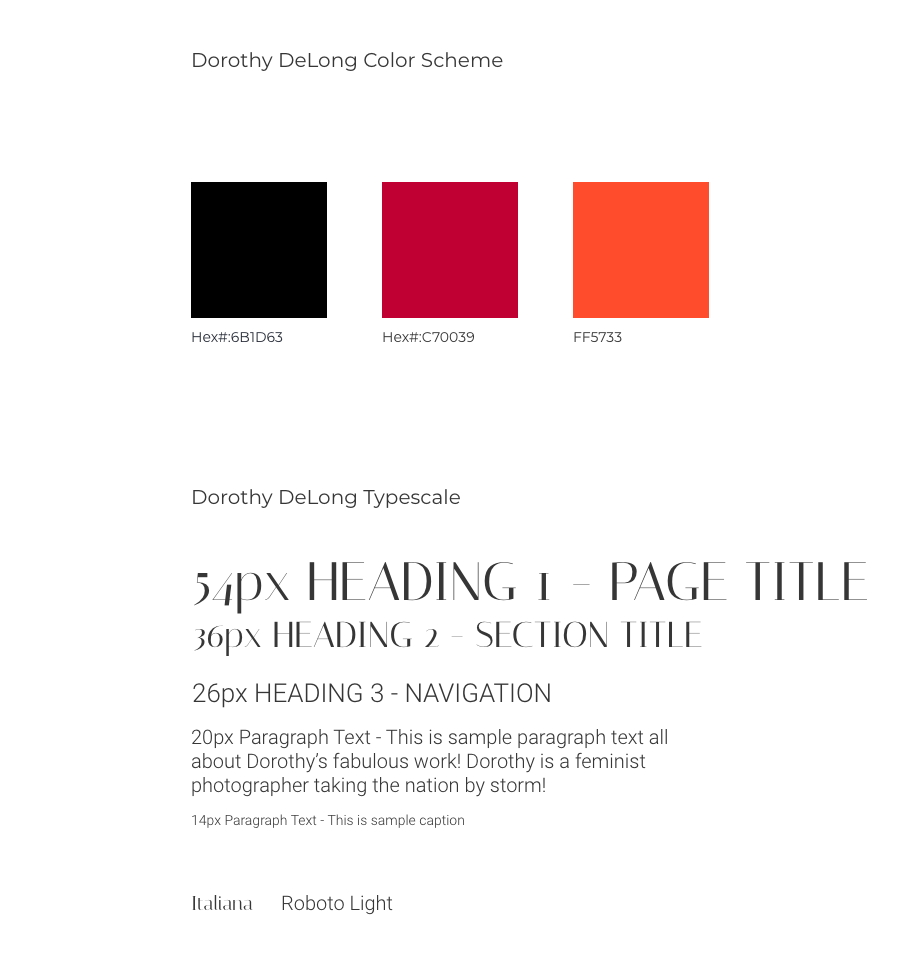 Dorothy DeLong Color Scheme
Hex#:6B1D63
Hex#:C70039
FF5733
Dorothy DeLong Typescale
54px HEADING 1 - PAGE TITLE
36px HEADING 2 - SECTION TITLE
26px HEADING 3 - NAVIGATION
20px Paragraph Text - This is sample paragraph text all
about Dorothy’s fabulous work! Dorothy is a feminist
photographer taking the nation by storm!
14px Paragraph Text - This is sample caption
Italiana
Roboto Light